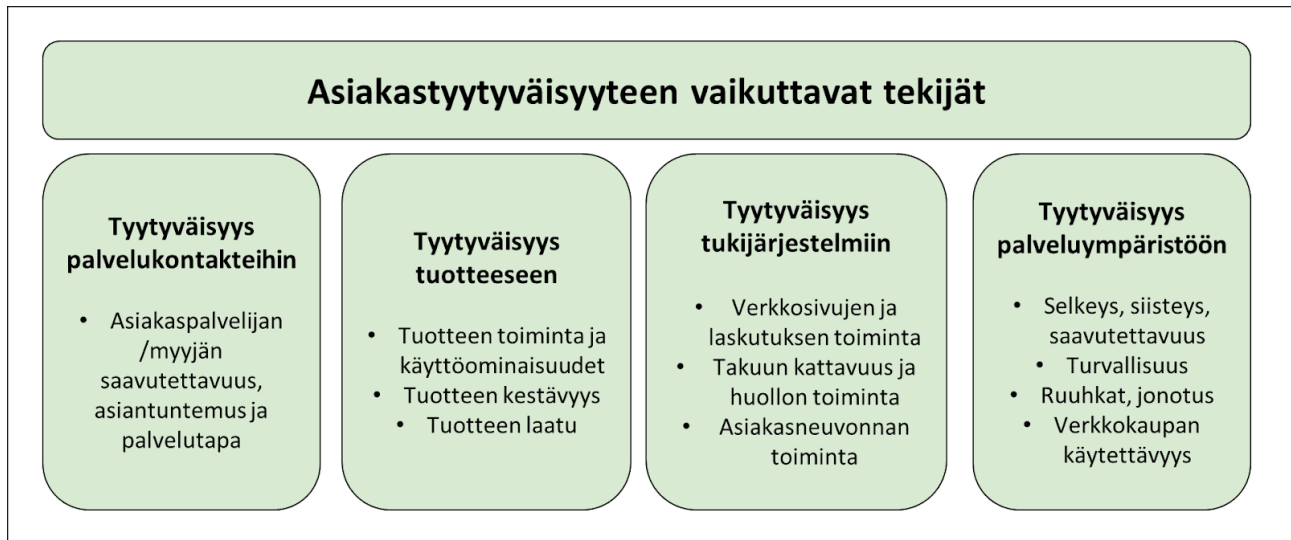 Asiakastyytyväisyyteen vaikuttavat tekijät
Tyytyväisyys
palvelukontakteihin
• Asiakaspalvelijan
/myyjän
saavutettavuus,
asiantuntemus ja
palvelutapa
Tyytyväisyys
tuotteeseen
• Tuotteen toiminta ja
käyttöominaisuudet
• Tuotteen kestävyys
• Tuotteen laatu
Tyytyväisyys
tukijärjestelmiin
• Verkkosivujen ja
laskutuksen toiminta
• Takuun kattavuus ja
huollon toiminta
• Asiakasneuvonnan
toiminta
Tyytyväisyys
palveluympäristöön
• Selkeys, siisteys,
saavutettavuus
• Turvallisuus
• Ruuhkat, jonotus
• Verkkokaupan
käytettävyys